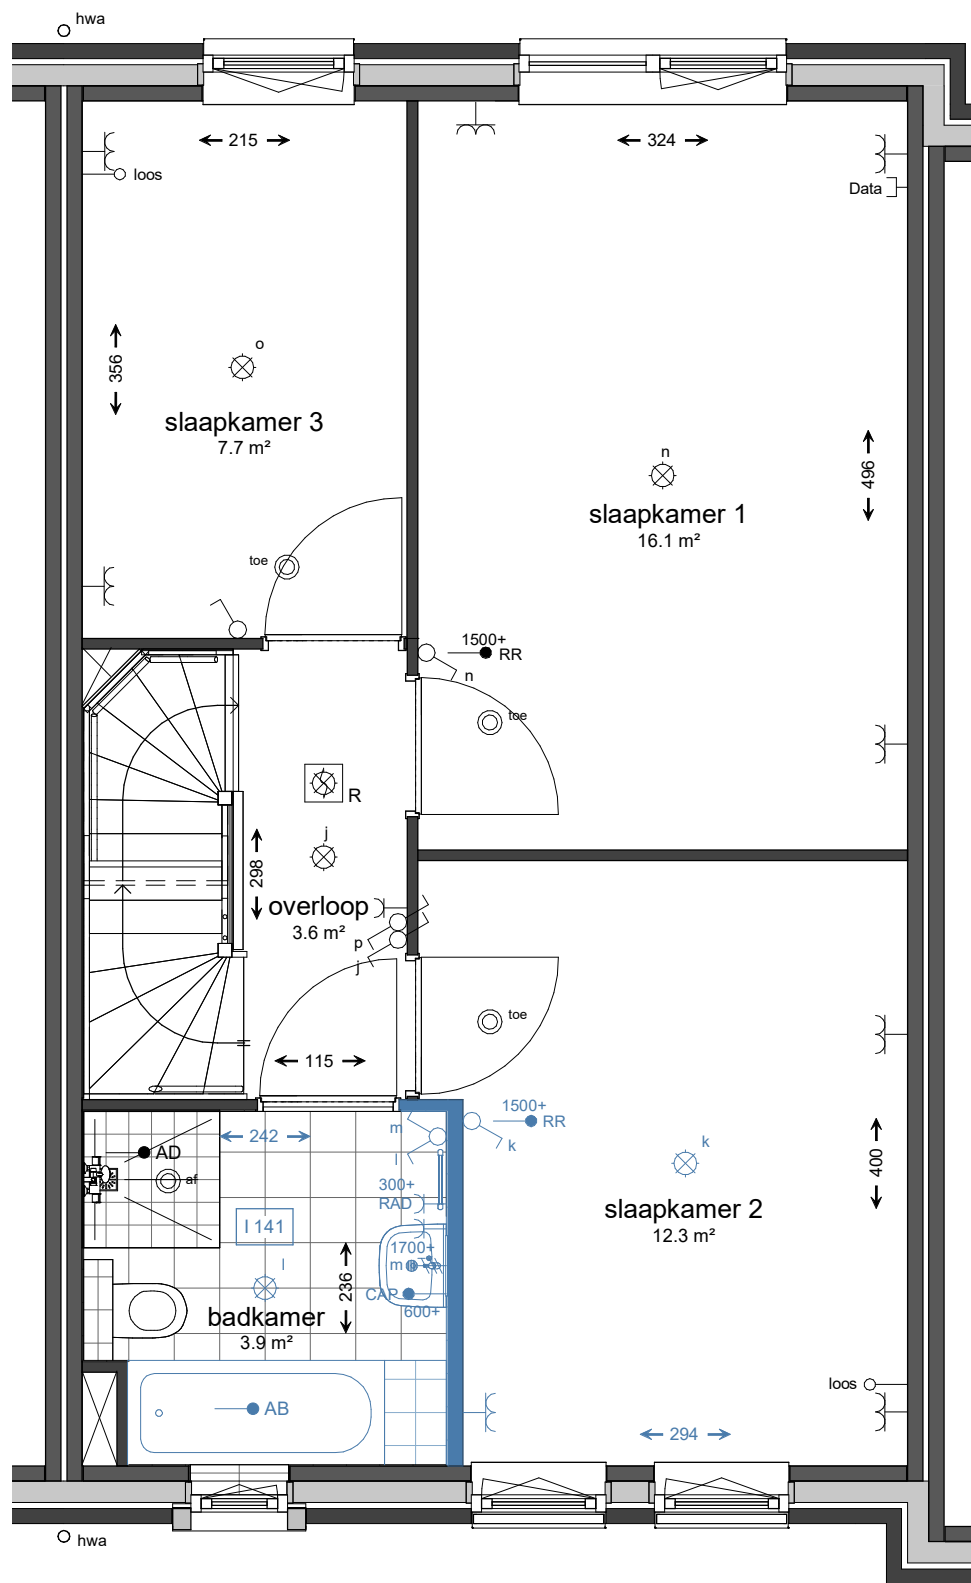 hwa
215
324
loos
Data
356
o
slaapkamer 3
7.7 m²
n
496
slaapkamer 1
16.1 m²
toe
1500+
RR
n
toe
R
j
298
overloop
3.6 m²
p
j
toe
115
1500+
RR
k
m
l
242
AD
af
300+
RAD
k
400
slaapkamer 2
12.3 m²
I 141
1700+
m
l
236
CAP
600+
badkamer
3.9 m²
loos
AB
294
hwa